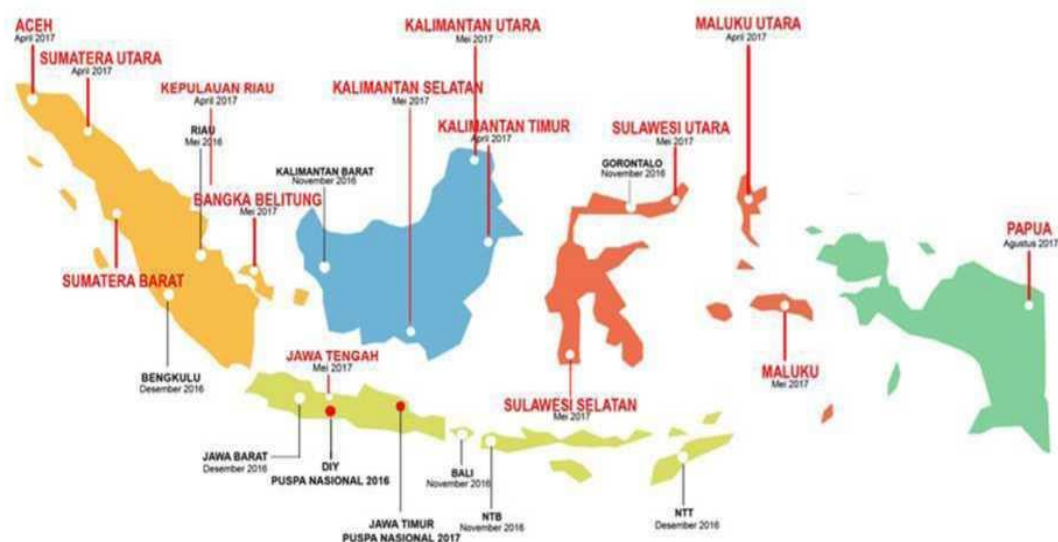 ACEH
April 2017
SUMATERA UTARA
April 2017
KEPULAUAN RIAU
April 2017
RIAU
Mei 2016
BANGKA BELITUNG
Mei 2017
SUMATERA BARAT
BENGKULU
Desember 2016
KALIMANTAN UTARA
Mei 2017
KALIMANTAN SELATAN
Mei 2017
KALIMANTAN TIMUR
April 2017
KALIMANTAN BARAT
November 2016
MALUKU UTARA
April 2017
SULAWESI UTARA
Mei 2017
GORONTALO
November 2016
PAPUA
Agustus 2017
MALUKU
Mei 2017
SULAWESI SELATAN
Mei 2017
JAWA TENGAH
Mei 2017
JAWA BARAT
Desember 2016
DIY
PUSPA NASIONAL 2016
JAWA TIMUR
PUSPA NASIONAL 2017
BALI
November 2016
NTB
November 2016
NTT
Desember 2016